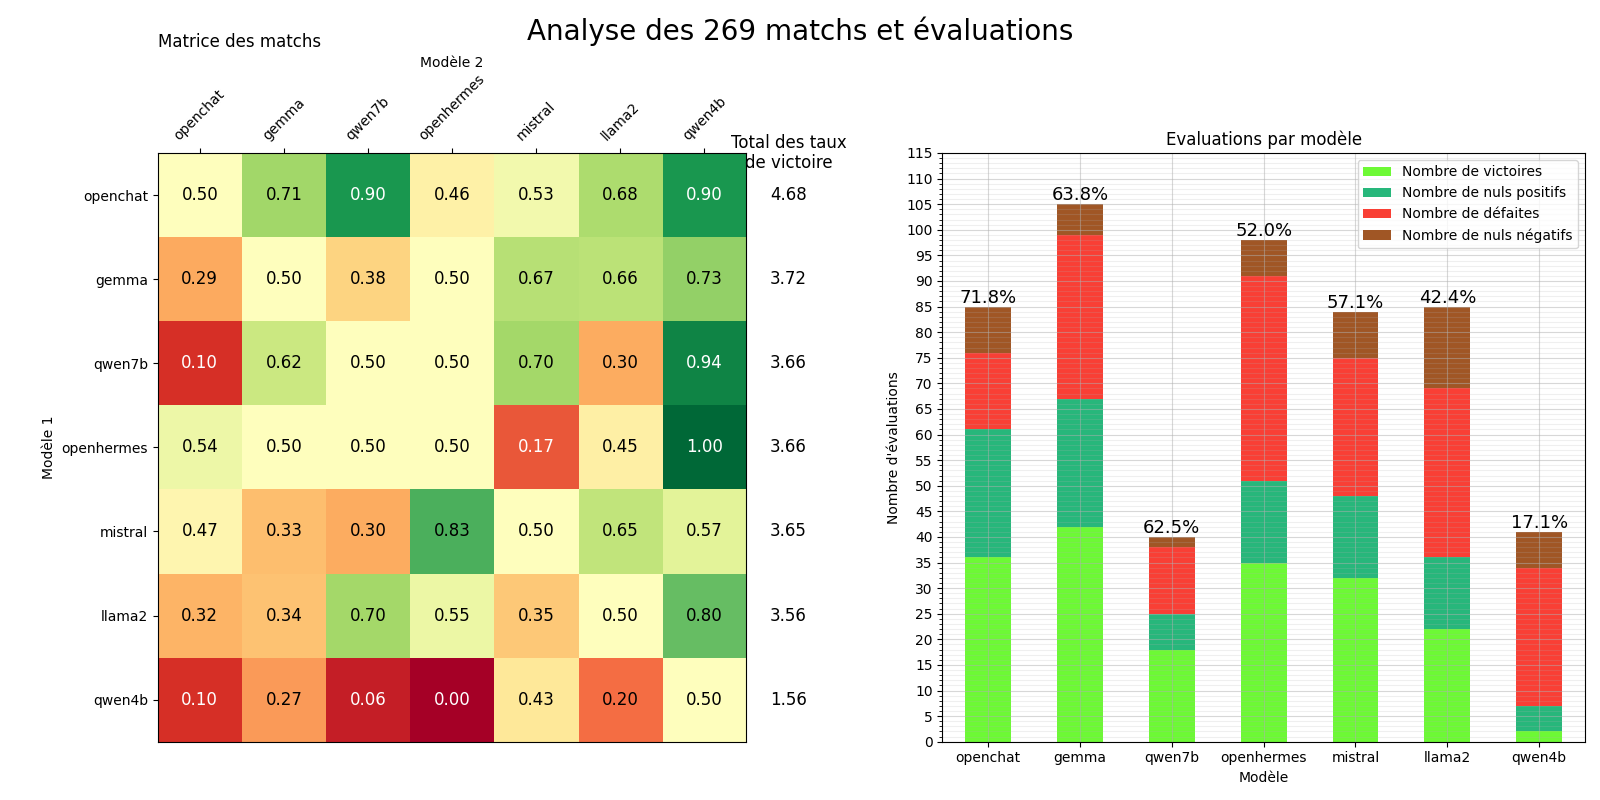 Analyse des 269 matchs et évaluations
Matrice des matchs
Modèle 2
openchat gemma qwen7b openhermes mistral llama2 qwen4b
Total des taux
de victoire
openchat 0.50 0.71 0.90 0.46 0.53 0.68 0.90 4.68
gemma 0.29 0.50 0.38 0.50 0.67 0.66 0.73 3.72
qwen7b 0.10 0.62 0.50 0.50 0.70 0.30 0.94 3.66
Modèle 1
openhermes 0.54 0.50 0.50 0.50 0.17 0.45 1.00 3.66
mistral 0.47 0.33 0.30 0.83 0.50 0.65 0.57 3.65
llama2 0.32 0.34 0.70 0.55 0.35 0.50 0.80 3.56
qwen4b 0.10 0.27 0.06 0.00 0.43 0.20 0.50 1.56
Evaluations par modèle
Nombre de victoires
Nombre de nuls positifs
Nombre de défaites
Nombre de nuls négatifs
71.8% 63.8% 62.5% 52.0% 57.1% 42.4% 17.1%
Nombre d'évaluations
115
110
105
100
95
90
85
80
75
70
65
60
55
50
45
40
35
30
25
20
15
10
5
0
openchat gemma qwen7b openhermes mistral llama2 qwen4b
Modèle